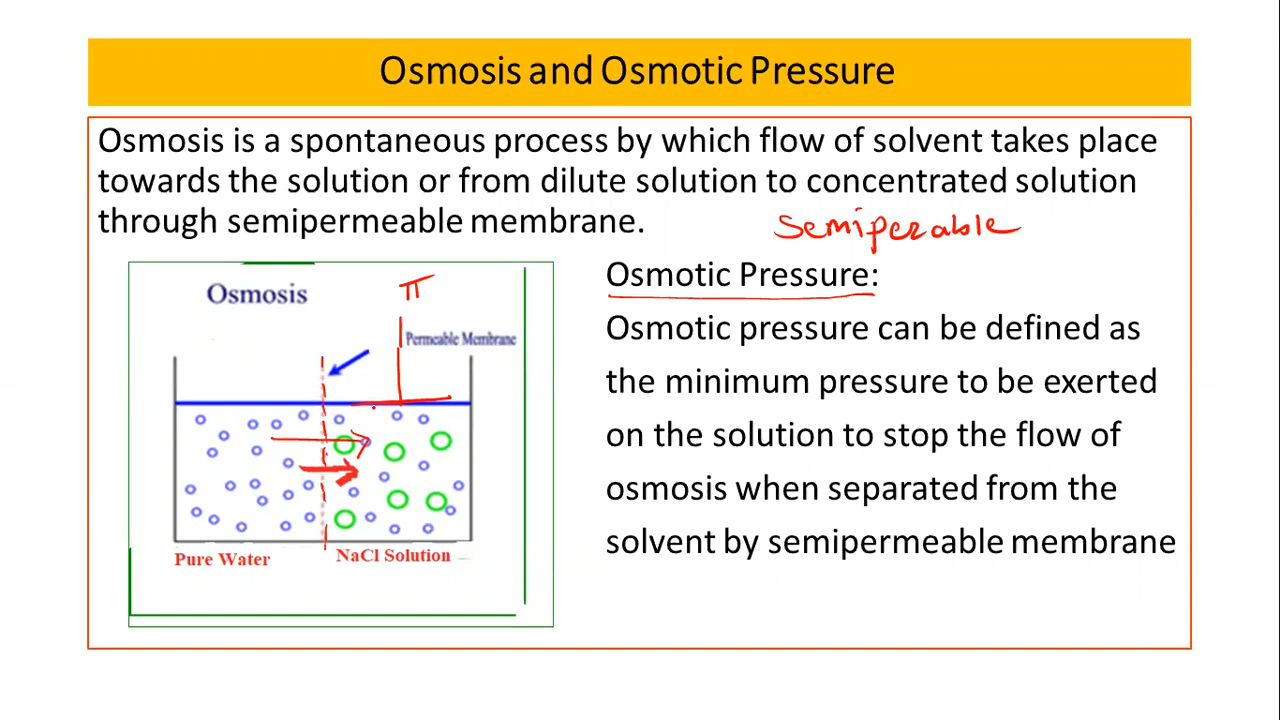 Osmosis and Osmotic Pressure
Osmosis is a spontaneous process by which flow of solvent takes place
towards the solution or from dilute solution to concentrated solution
through semipermeable membrane.
semiperable
Osmosis
π
Permeable Membrane
Pure Water
NaCl Solution
Osmotic Pressure:
Osmotic pressure can be defined as
the minimum pressure to be exerted
on the solution to stop the flow of
osmosis when separated from the
solvent by semipermeable membrane